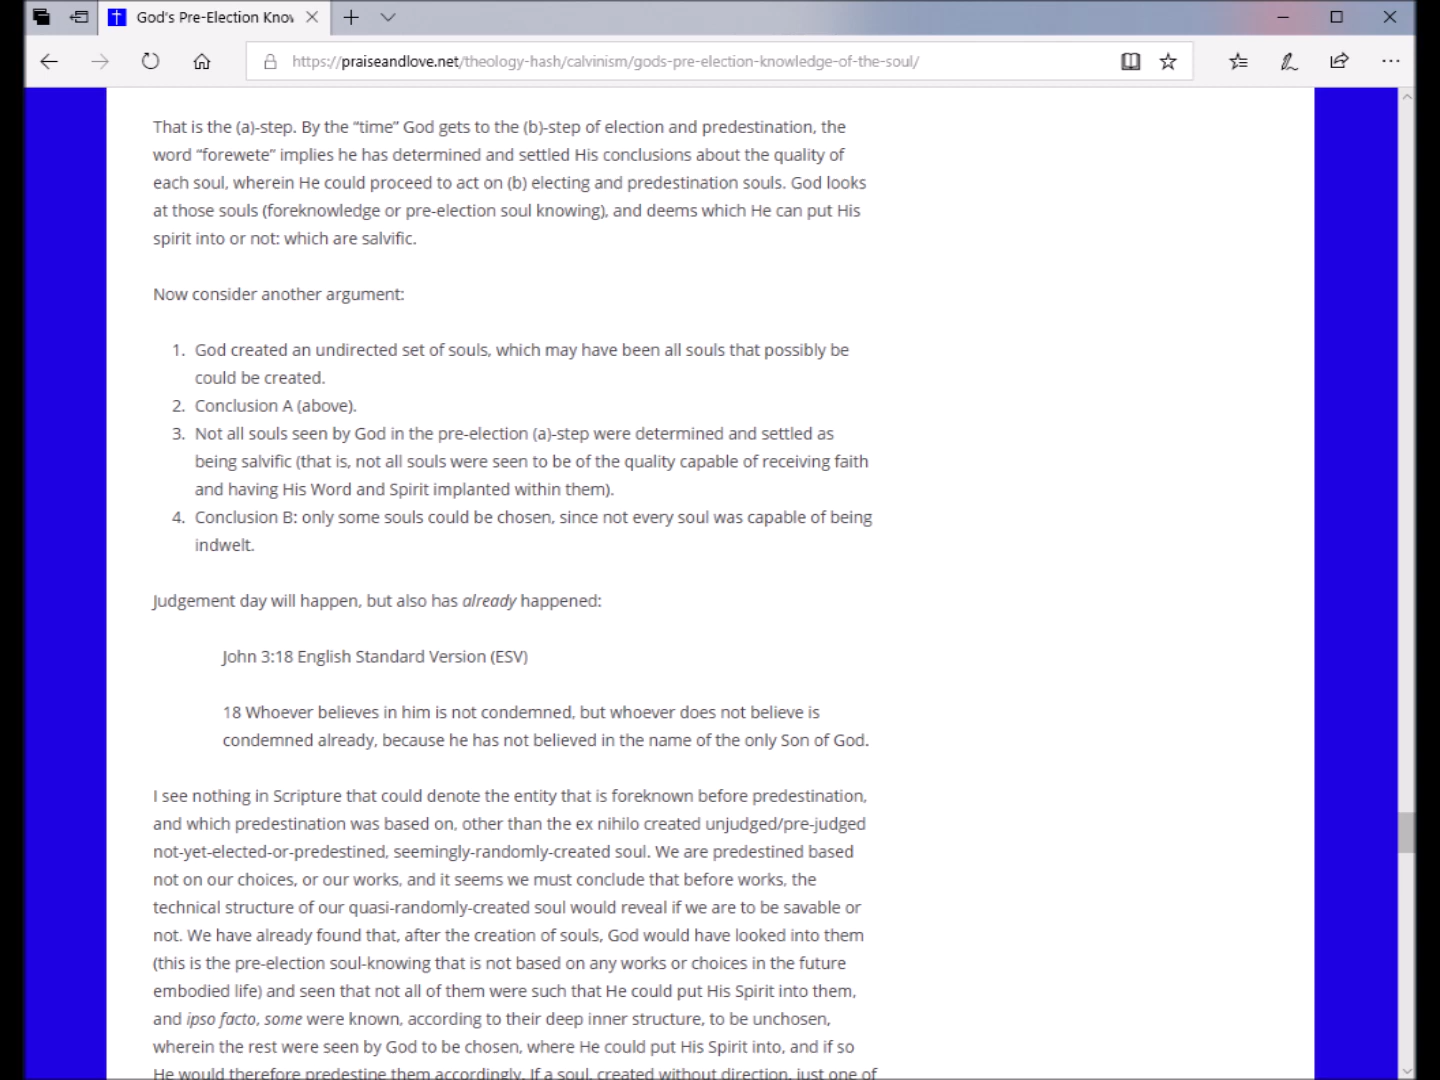 God's Pre-Election Know
https://praiseandlove.net/theology-hash/calvinism/gods-pre-election-knowledge-of-the-soul/
That is the (a)-step. By the “time” God gets to the (b)-step of election and predestination, the
word “forewete” implies he has determined and settled His conclusions about the quality of
each soul, wherein He could proceed to act on (b) electing and predestination souls. God looks
at those souls (foreknowledge or pre-election soul knowing), and deems which He can put His
spirit into or not: which are salvific.
Now consider another argument:
1. God created an undirected set of souls, which may have been all souls that possibly be
could be created.
2. Conclusion A (above).
3. Not all souls seen by God in the pre-election (a)-step were determined and settled as
being salvific (that is, not all souls were seen to be of the quality capable of receiving faith
and having His Word and Spirit implanted within them).
4. Conclusion B: only some souls could be chosen, since not every soul was capable of being
indwelt.
Judgement day will happen, but also has already happened:
John 3:18 English Standard Version (ESV)
18 Whoever believes in him is not condemned, but whoever does not believe is
condemned already, because he has not believed in the name of the only Son of God.
I see nothing in Scripture that could denote the entity that is foreknown before predestination,
and which predestination was based on, other than the ex nihilo created unjudged/pre-judged
not-yet-elected-or-predestined, seemingly-randomly-created soul. We are predestined based
not on our choices, or our works, and it seems we must conclude that before works, the
technical structure of our quasi-randomly-created soul would reveal if we are to be savable or
not. We have already found that, after the creation of souls, God would have looked into them
(this is the pre-election soul-knowing that is not based on any works or choices in the future
embodied life) and seen that not all of them were such that He could put His Spirit into them,
and ipso facto, some were known, according to their deep inner structure, to be unchosen,
wherein the rest were seen by God to be chosen, where He could put His Spirit into, and if so
He would therefore predestine them accordingly. If a soul, created without direction, just one of